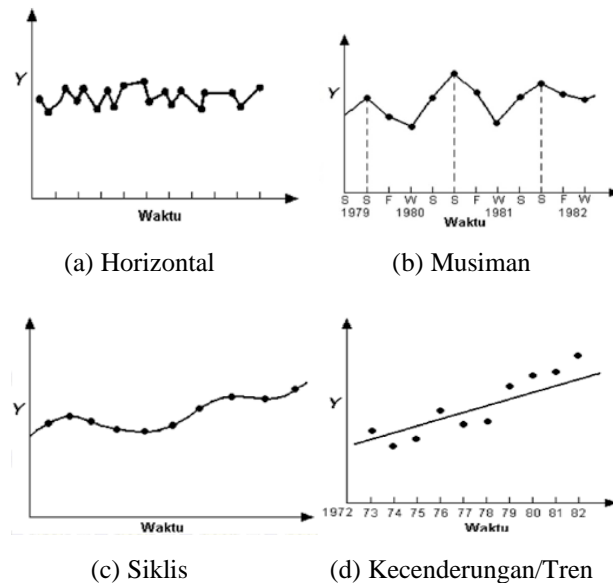 Y
Waktu
(a) Horizontal
Y
S S F W S S F W S S F W
1979 1980 1981 1982
Waktu
(b) Musiman
Y
Waktu
(c) Siklis
Y
1972 73 74 75 76 77 78 79 80 81 82
Waktu
(d) Kecenderungan/Tren